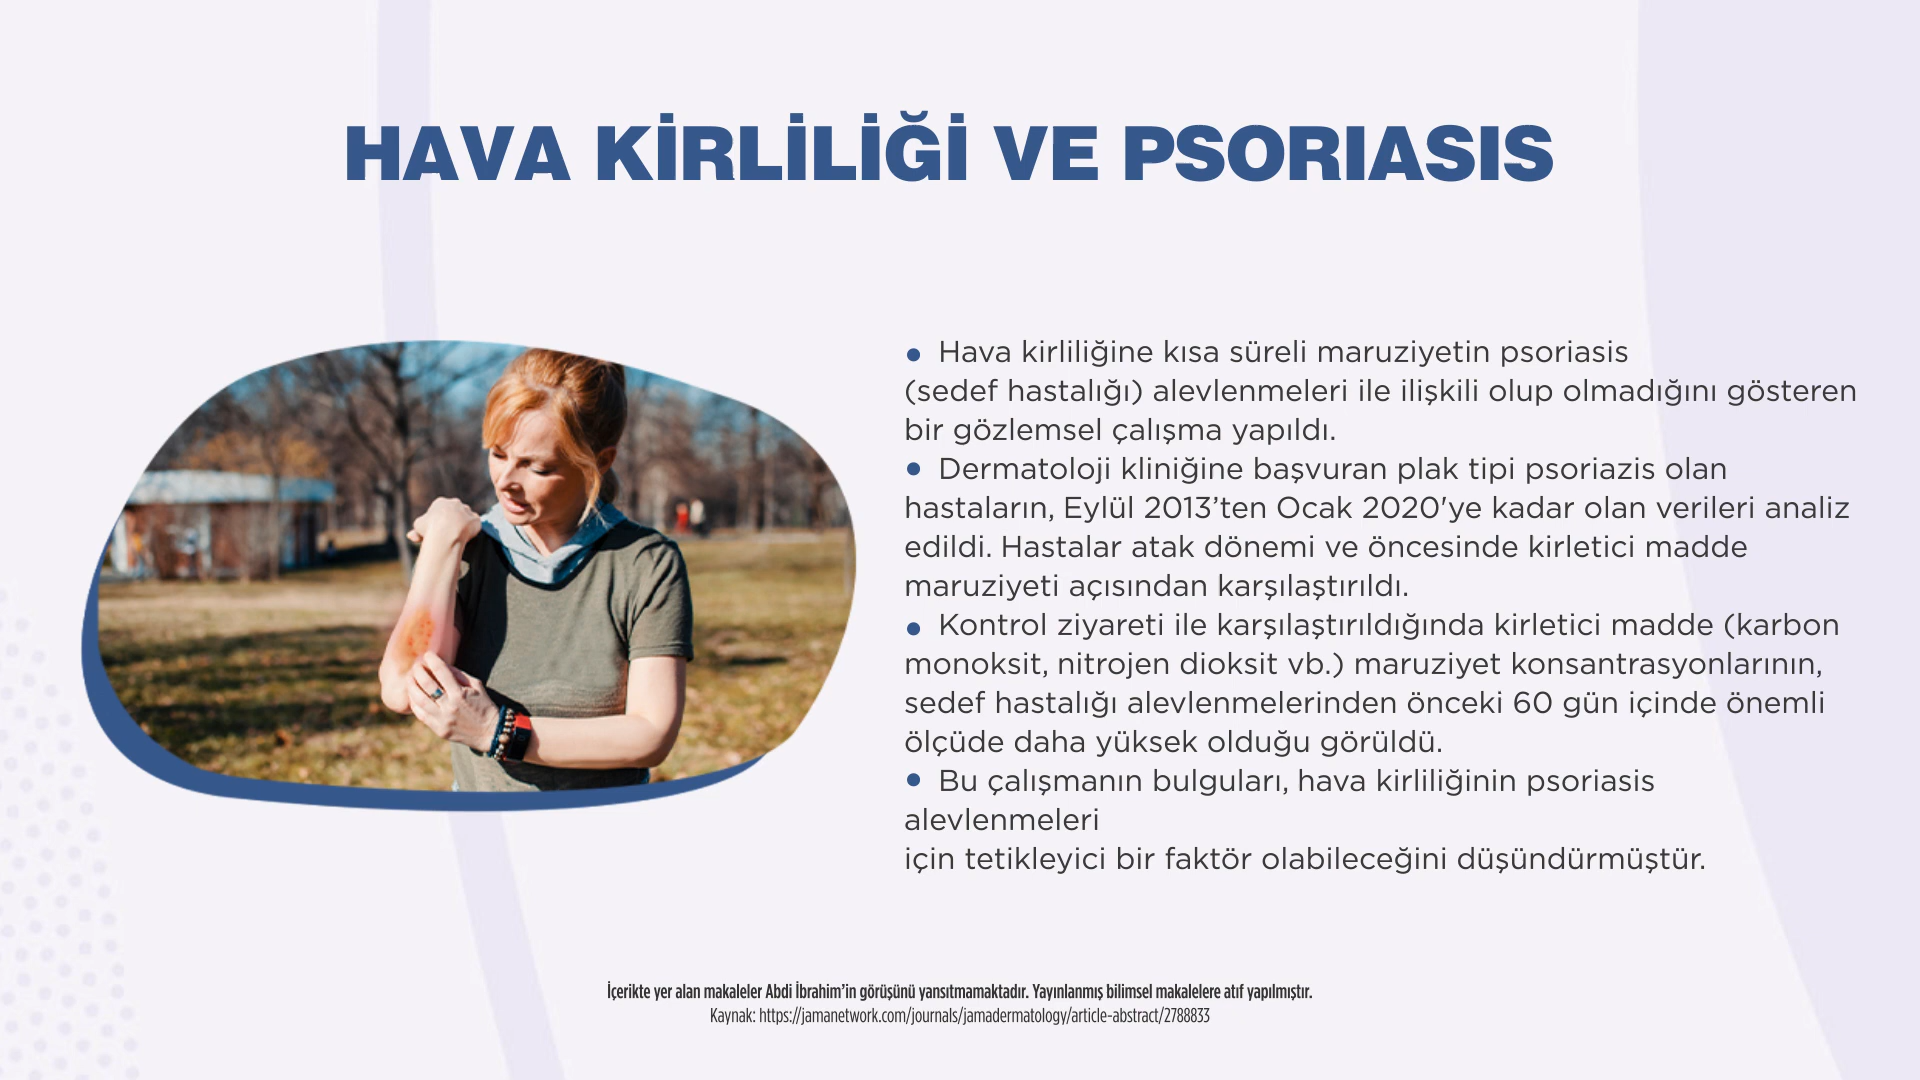 HAVA KİRLİLİĞİ VE PSORIASIS
● Hava kirliliğine kısa süreli maruziyetin psoriasis
(sedef hastalığı) alevlenmeleri ile ilişkili olup olmadığını gösteren
bir gözlemsel çalışma yapıldı.
● Dermatoloji kliniğine başvuran plak tipi psoriazis olan
hastaların, Eylül 2013’ten Ocak 2020'ye kadar olan verileri analiz
edildi. Hastalar atak dönemi ve öncesinde kirletici madde
maruziyeti açısından karşılaştırıldı.
● Kontrol ziyareti ile karşılaştırıldığında kirletici madde (karbon
monoksit, nitrojen dioksit vb.) maruziyet konsantrasyonlarının,
sedef hastalığı alevlenmelerinden önceki 60 gün içinde önemli
ölçüde daha yüksek olduğu görüldü.
● Bu çalışmanın bulguları, hava kirliliğinin psoriasis
alevlenmeleri
için tetikleyici bir faktör olabileceğini düşündürmüştür.
İçerikte yer alan makaleler Abdi İbrahim’in görüşünü yansıtmamaktadır. Yayınlanmış bilimsel makalelere atıf yapılmıştır.
Kaynak: https://jamanetwork.com/journals/jamadermatology/article-abstract/2788833